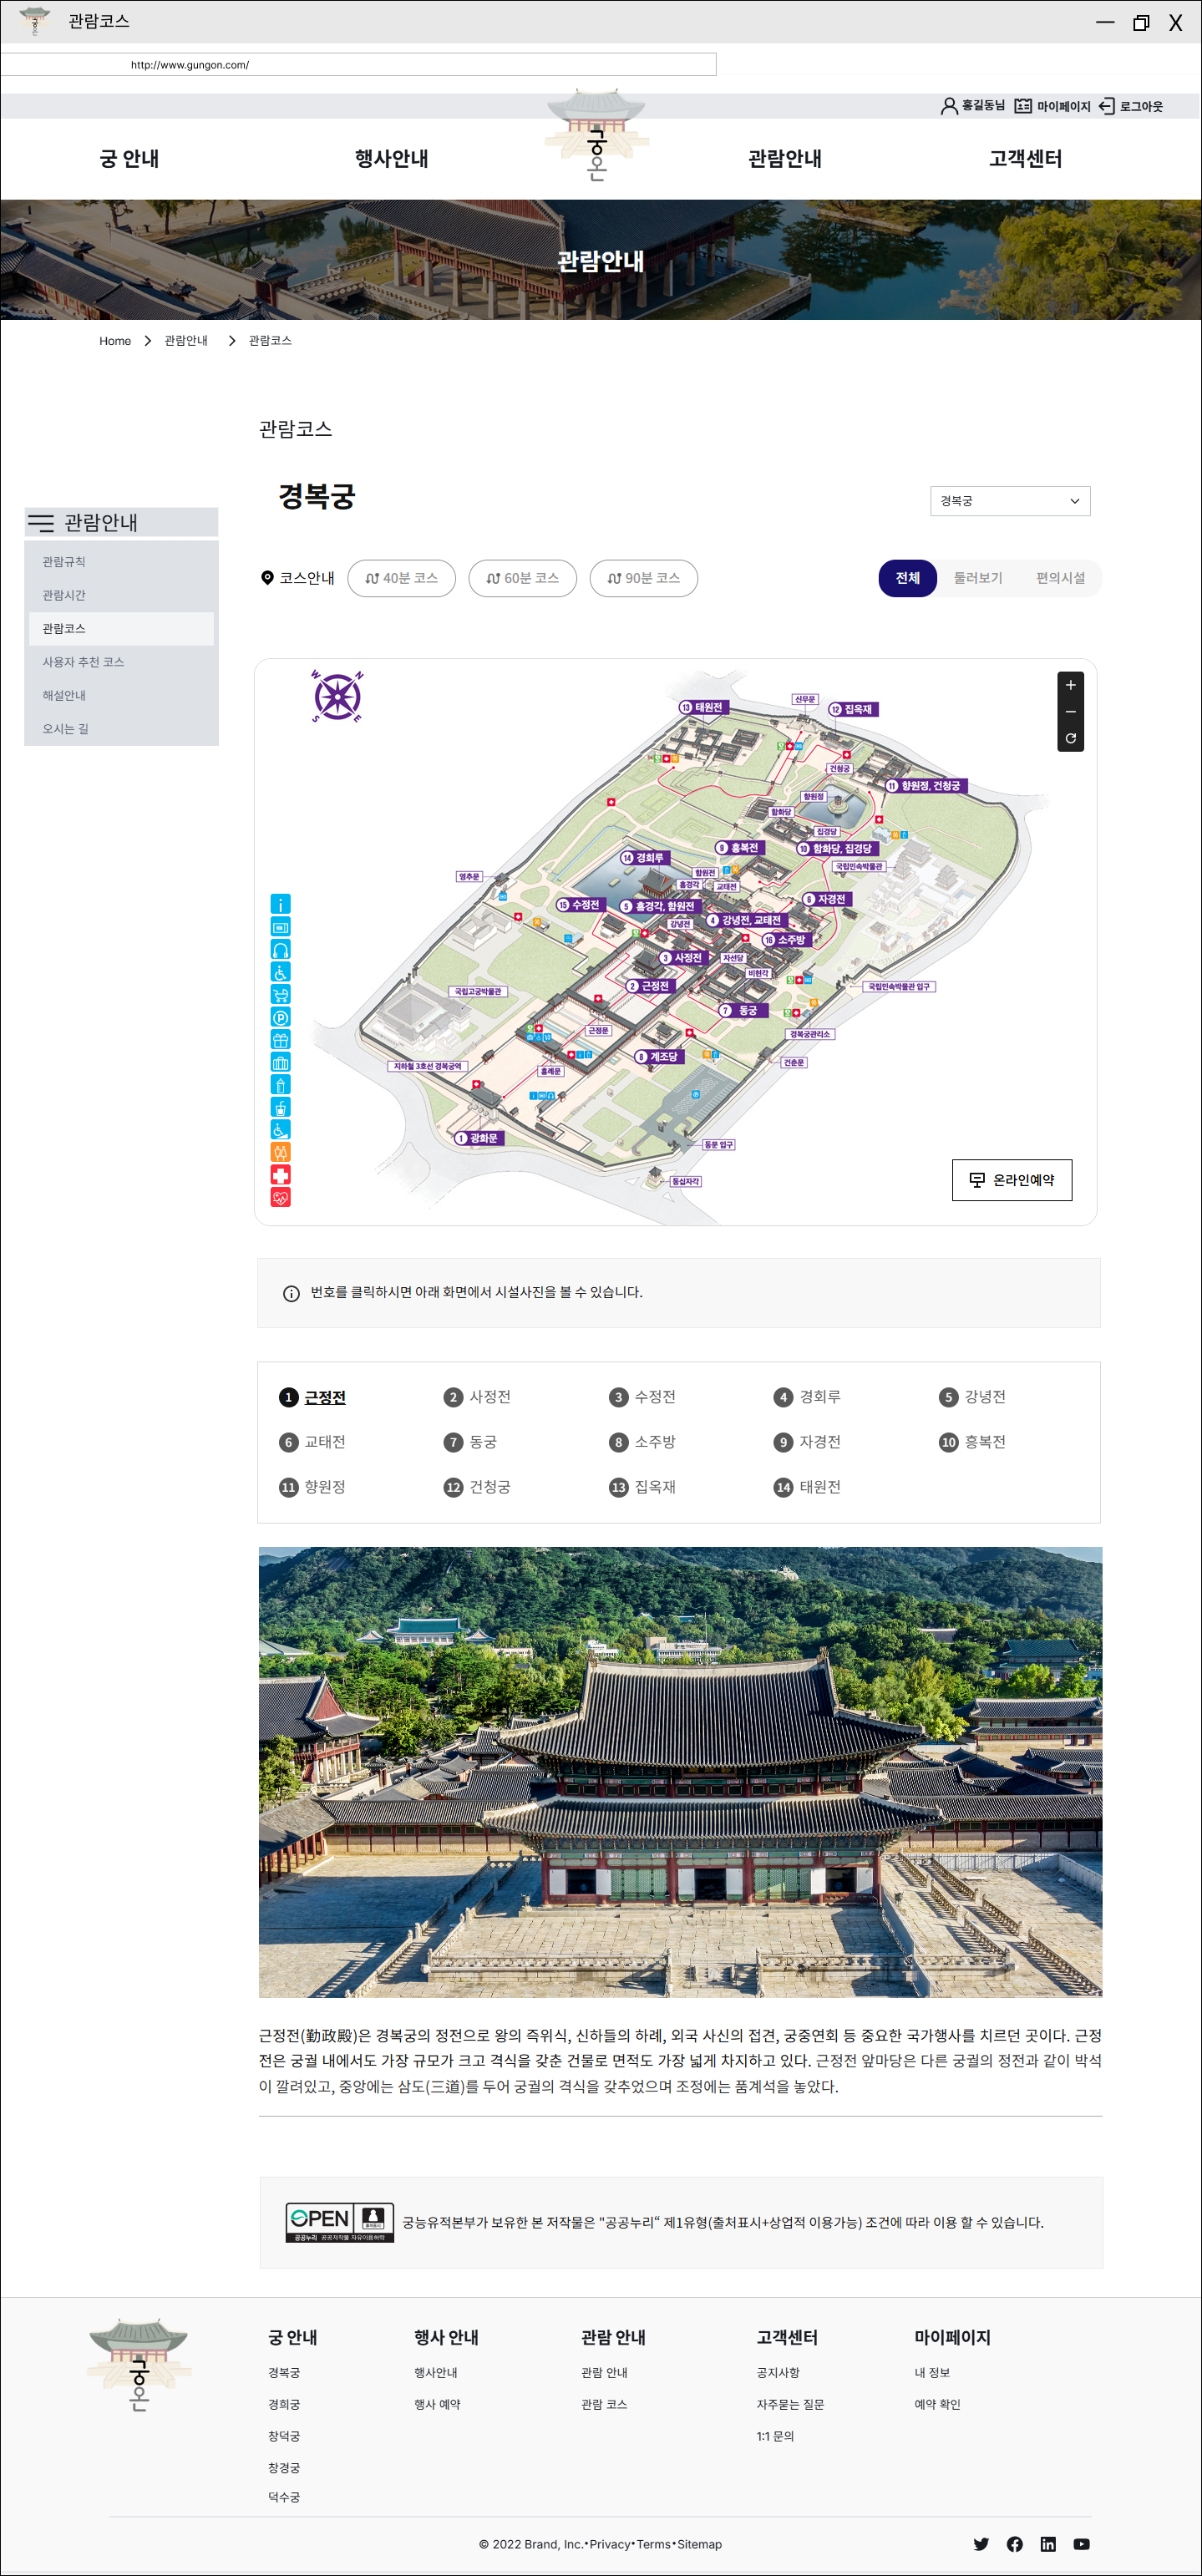 관람코스
X
http://www.gungon.com/
홍길동님 마이페이지 로그아웃
궁 안내 행사안내 궁온 관람안내 고객센터
관람안내
Home 관람안내 관람코스
관람코스
경복궁
경복궁
관람안내
관람규칙
관람시간
관람코스
사용자 추천 코스
해설안내
오시는 길
코스안내 40분 코스 60분 코스 90분 코스
전체 둘러보기 편의시설
W N
S E
13 태원전
신무문
12 집옥재
건청궁
11 향원정, 건청궁
향원정
함화당
집경당
9 흥복전
10 함화당, 집경당
14 경회루
함원전
국립민속박물관
영추문
흥경각
교태전
15 수정전
5 흥경각, 함원전
6 자경전
4 강녕전, 교태전
강녕전
16 소주방
3 사정전
자선당
비현각
2 근정전
국립민속박물관 입구
국립고궁박물관
7 동궁
근정문
경복궁관리소
8 계조당
건춘문
지하철 3호선 경복궁역
흥례문
1 광화문
동문 입구
동십자각
온라인예약
번호를 클릭하시면 아래 화면에서 시설사진을 볼 수 있습니다.
1 근정전 2 사정전 3 수정전 4 경회루 5 강녕전
6 교태전 7 동궁 8 소주방 9 자경전 10 흥복전
11 향원정 12 건청궁 13 집옥재 14 태원전
근정전(勤政殿)은 경복궁의 정전으로 왕의 즉위식, 신하들의 하례, 외국 사신의 접견, 궁중연회 등 중요한 국가행사를 치르던 곳이다. 근정
전은 궁궐 내에서도 가장 규모가 크고 격식을 갖춘 건물로 면적도 가장 넓게 차지하고 있다. 근정전 앞마당은 다른 궁궐의 정전과 같이 박석
이 깔려있고, 중앙에는 삼도(三道)를 두어 궁궐의 격식을 갖추었으며 조정에는 품계석을 놓았다.
OPEN
공공누리 공공저작물 자유이용허락
궁능유적본부가 보유한 본 저작물은 "공공누리“ 제1유형(출처표시+상업적 이용가능) 조건에 따라 이용 할 수 있습니다.
궁온
궁 안내 행사 안내 관람 안내 고객센터 마이페이지
경복궁 행사안내 관람 안내 공지사항 내 정보
경희궁 행사 예약 관람 코스 자주묻는 질문 예약 확인
창덕궁 1:1 문의
창경궁
덕수궁
© 2022 Brand, Inc.•Privacy•Terms•Sitemap